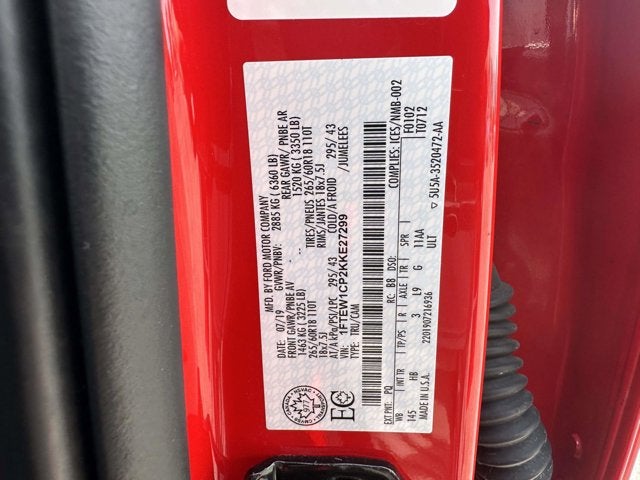 MFD. BY FORD MOTOR COMPANY
DATE: 07/19 GVWR/PNBV: 2885 KG ( 6360 LB)
FRONT GAWR/PNBE AV REAR GAWR/ PNBE AR
1463 KG ( 3225 LB) 1520 KG ( 3350 LB)
265/60R18 110T TIRES/PNEUS 265/60R18 110T
18x7.5J RIMS/JANTES 18x7.5J
AT/A kPa/PSI/LPC 295/ 43 COLD/A FROID 295/ 43
VIN: 1FTEW1CP2KKE27299 /JUMELEES
TYPE: TRU/CAM
EC
CANADA
977
EXT PNT: PQ RC: BB DSO: COMPLIES: ICES/NMB-002
WB INT TR TP/PS R AXLE TR SPR F0102
145 HB 3 L9 G 11AA T0712
MADE IN U.S.A. 2201907216936 ULT
5U5A-3520472-AA